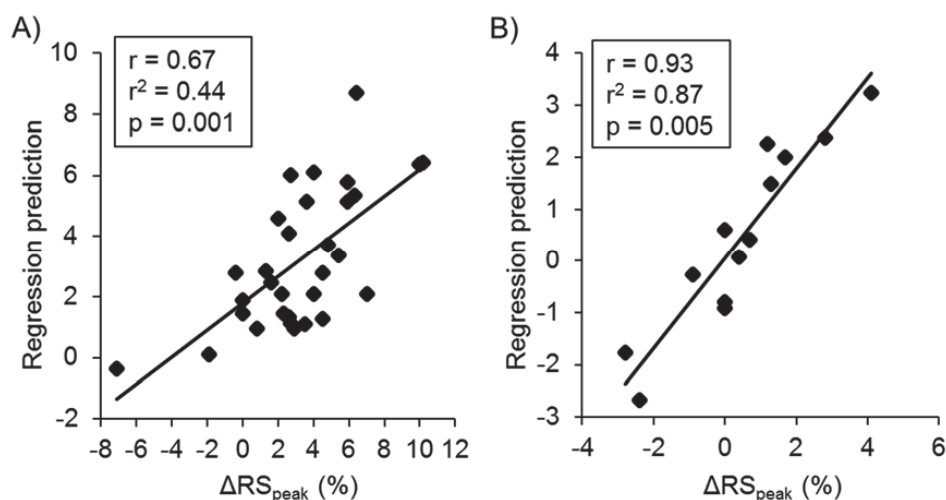 A)
r = 0.67
r² = 0.44
p = 0.001
10
8
6
4
2
0
-2
Regression prediction
-8 -6 -4 -2 0 2 4 6 8 10 12
ΔRSpeak (%)
B)
r = 0.93
r² = 0.87
p = 0.005
4
3
2
1
0
-1
-2
-3
Regression prediction
-4 -2 0 2 4 6
ΔRSpeak (%)